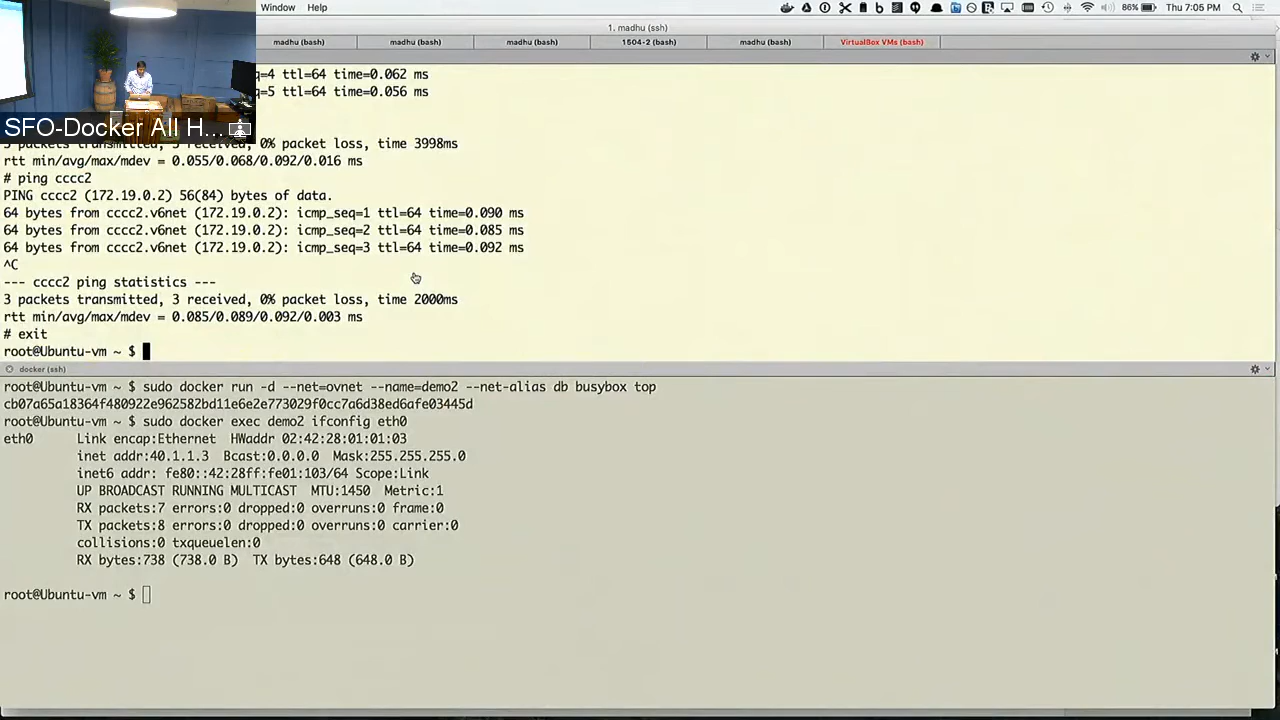 Window Help
86% Thu 7:05 PM
1. madhu (ssh)
madhu (bash) madhu (bash) madhu (bash) 1504-2 (bash) madhu (bash) VirtualBox VMs (bash)
=4 ttl=64 time=0.062 ms
=5 ttl=64 time=0.056 ms
SFO-Docker All H...
packets transmitted, 5 received, 0% packet loss, time 3998ms
rtt min/avg/max/mdev = 0.055/0.068/0.092/0.016 ms
# ping cccc2
PING cccc2 (172.19.0.2) 56(84) bytes of data.
64 bytes from cccc2.v6net (172.19.0.2): icmp_seq=1 ttl=64 time=0.090 ms
64 bytes from cccc2.v6net (172.19.0.2): icmp_seq=2 ttl=64 time=0.085 ms
64 bytes from cccc2.v6net (172.19.0.2): icmp_seq=3 ttl=64 time=0.092 ms
^C
--- cccc2 ping statistics ---
3 packets transmitted, 3 received, 0% packet loss, time 2000ms
rtt min/avg/max/mdev = 0.085/0.089/0.092/0.003 ms
# exit
root@Ubuntu-vm ~ $
docker (ssh)
root@Ubuntu-vm ~ $ sudo docker run -d --net=ovnet --name=demo2 --net-alias db busybox top
cb07a65a18364f480922e962582bd11e6e2e773029f0cc7a6d38ed6afe03445d
root@Ubuntu-vm ~ $ sudo docker exec demo2 ifconfig eth0
eth0 Link encap:Ethernet HWaddr 02:42:28:01:01:03
inet addr:40.1.1.3 Bcast:0.0.0.0 Mask:255.255.255.0
inet6 addr: fe80::42:28ff:fe01:103/64 Scope:Link
UP BROADCAST RUNNING MULTICAST MTU:1450 Metric:1
RX packets:7 errors:0 dropped:0 overruns:0 frame:0
TX packets:8 errors:0 dropped:0 overruns:0 carrier:0
collisions:0 txqueuelen:0
RX bytes:738 (738.0 B) TX bytes:648 (648.0 B)
root@Ubuntu-vm ~ $